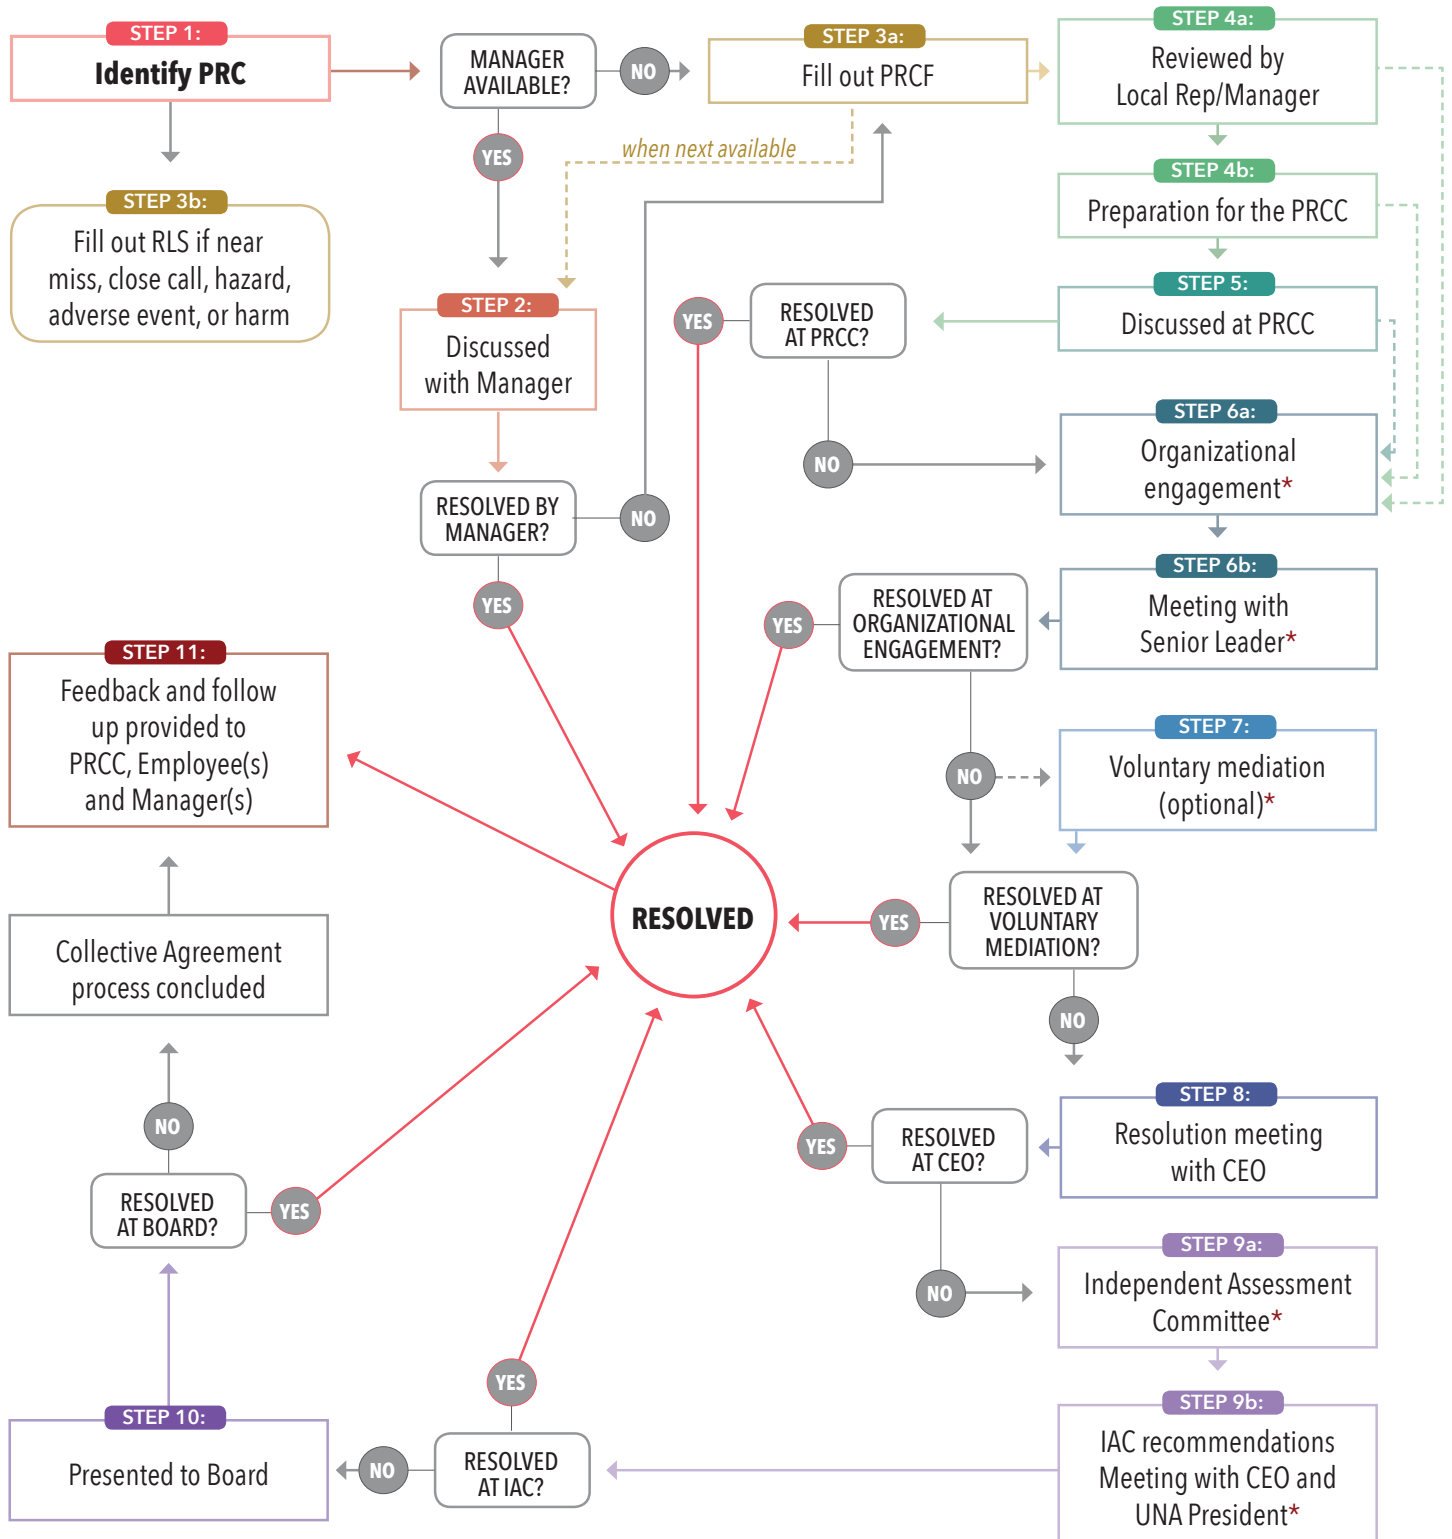 STEP 1:
Identify PRC
MANAGER
AVAILABLE?
NO
YES
STEP 3a:
Fill out PRCF
when next available
STEP 4a:
Reviewed by
Local Rep/Manager
STEP 4b:
Preparation for the PRCC
STEP 3b:
Fill out RLS if near
miss, close call, hazard,
adverse event, or harm
STEP 2:
Discussed
with Manager
STEP 5:
Discussed at PRCC
RESOLVED
AT PRCC?
YES
NO
STEP 6a:
Organizational
engagement*
RESOLVED BY
MANAGER?
NO
YES
STEP 6b:
Meeting with
Senior Leader*
RESOLVED AT
ORGANIZATIONAL
ENGAGEMENT?
YES
NO
STEP 7:
Voluntary mediation
(optional)*
STEP 11:
Feedback and follow
up provided to
PRCC, Employee(s)
and Manager(s)
RESOLVED
RESOLVED AT
VOLUNTARY
MEDIATION?
YES
NO
Collective Agreement
process concluded
NO
RESOLVED
AT BOARD?
YES
STEP 8:
Resolution meeting
with CEO
RESOLVED
AT CEO?
YES
NO
STEP 9a:
Independent Assessment
Committee*
STEP 9b:
IAC recommendations
Meeting with CEO and
UNA President*
RESOLVED
AT IAC?
YES
NO
STEP 10:
Presented to Board